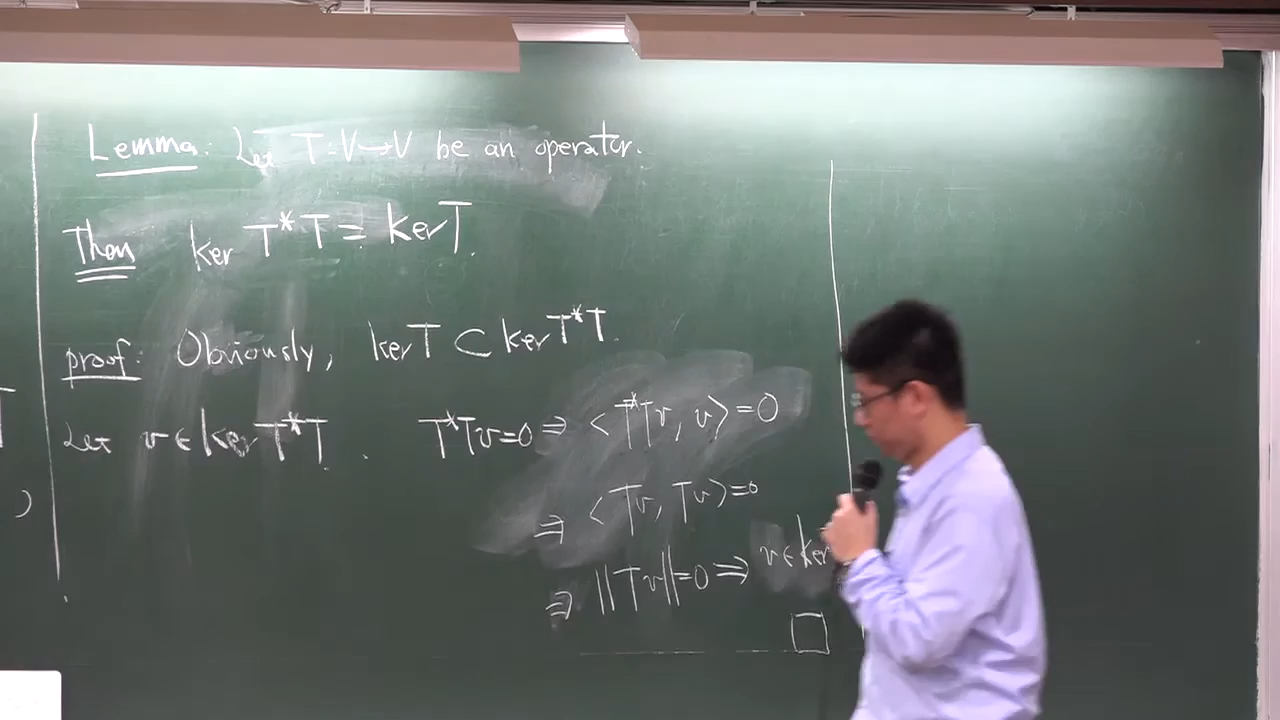 Lemma: Let T:V→V be an operator.
Then ker T*T = ker T.
proof: Obviously, ker T ⊂ ker T*T.
Let v ∈ ker T*T. T*Tv=0 ⇒ <T*Tv, v>=0
⇒ <Tv, Tv>=0
⇒ ||Tv||=0 ⇒ v ∈ ker
□